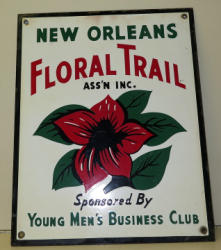 NEW ORLEANS
FLORAL TRAIL
ASS'N INC.
Sponsored By
YOUNG MEN'S BUSINESS CLUB